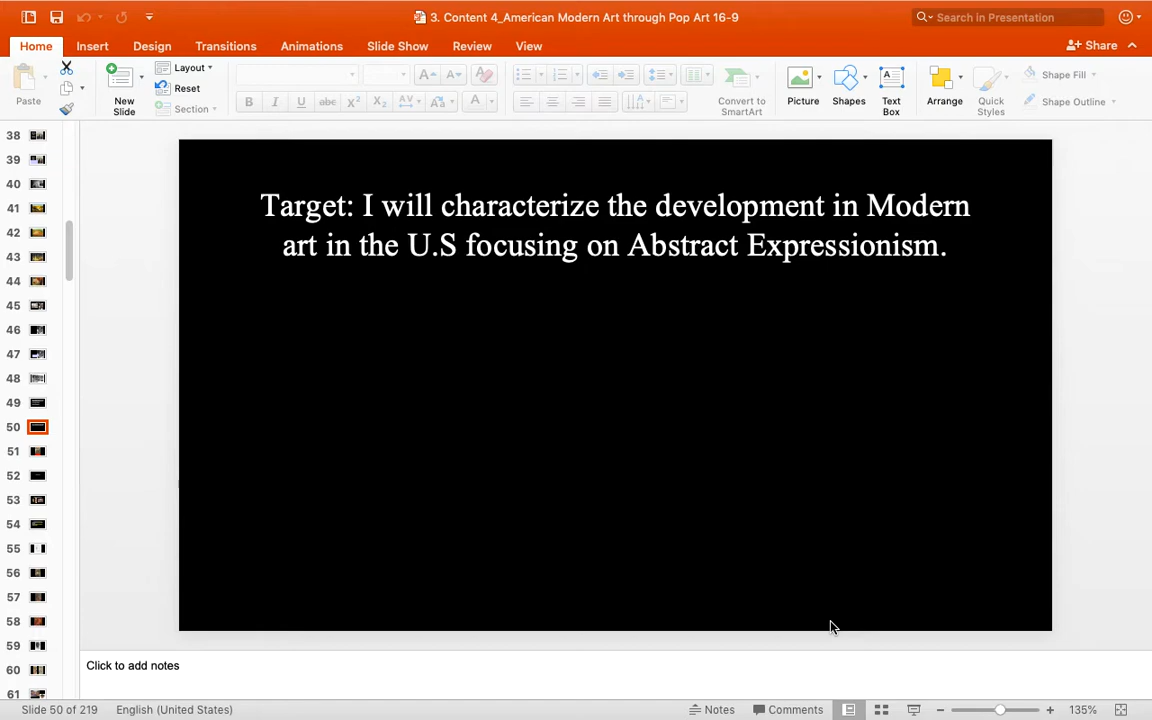 3. Content 4_American Modern Art through Pop Art 16-9
Search in Presentation
Home Insert Design Transitions Animations Slide Show Review View
Share
Paste
New
Slide
Layout
Reset
Section
B I U abc X² X₂ AV Aa A
A A A
Convert to
SmartArt
Picture
Shapes
A
Text
Box
Arrange
Quick
Styles
Shape Fill
Shape Outline
38
39
40
41
42
43
44
45
46
47
48
49
50
51
52
53
54
55
56
57
58
59
60
61
Target: I will characterize the development in Modern
art in the U.S focusing on Abstract Expressionism.
Click to add notes
Slide 50 of 219 English (United States)
Notes Comments
135%